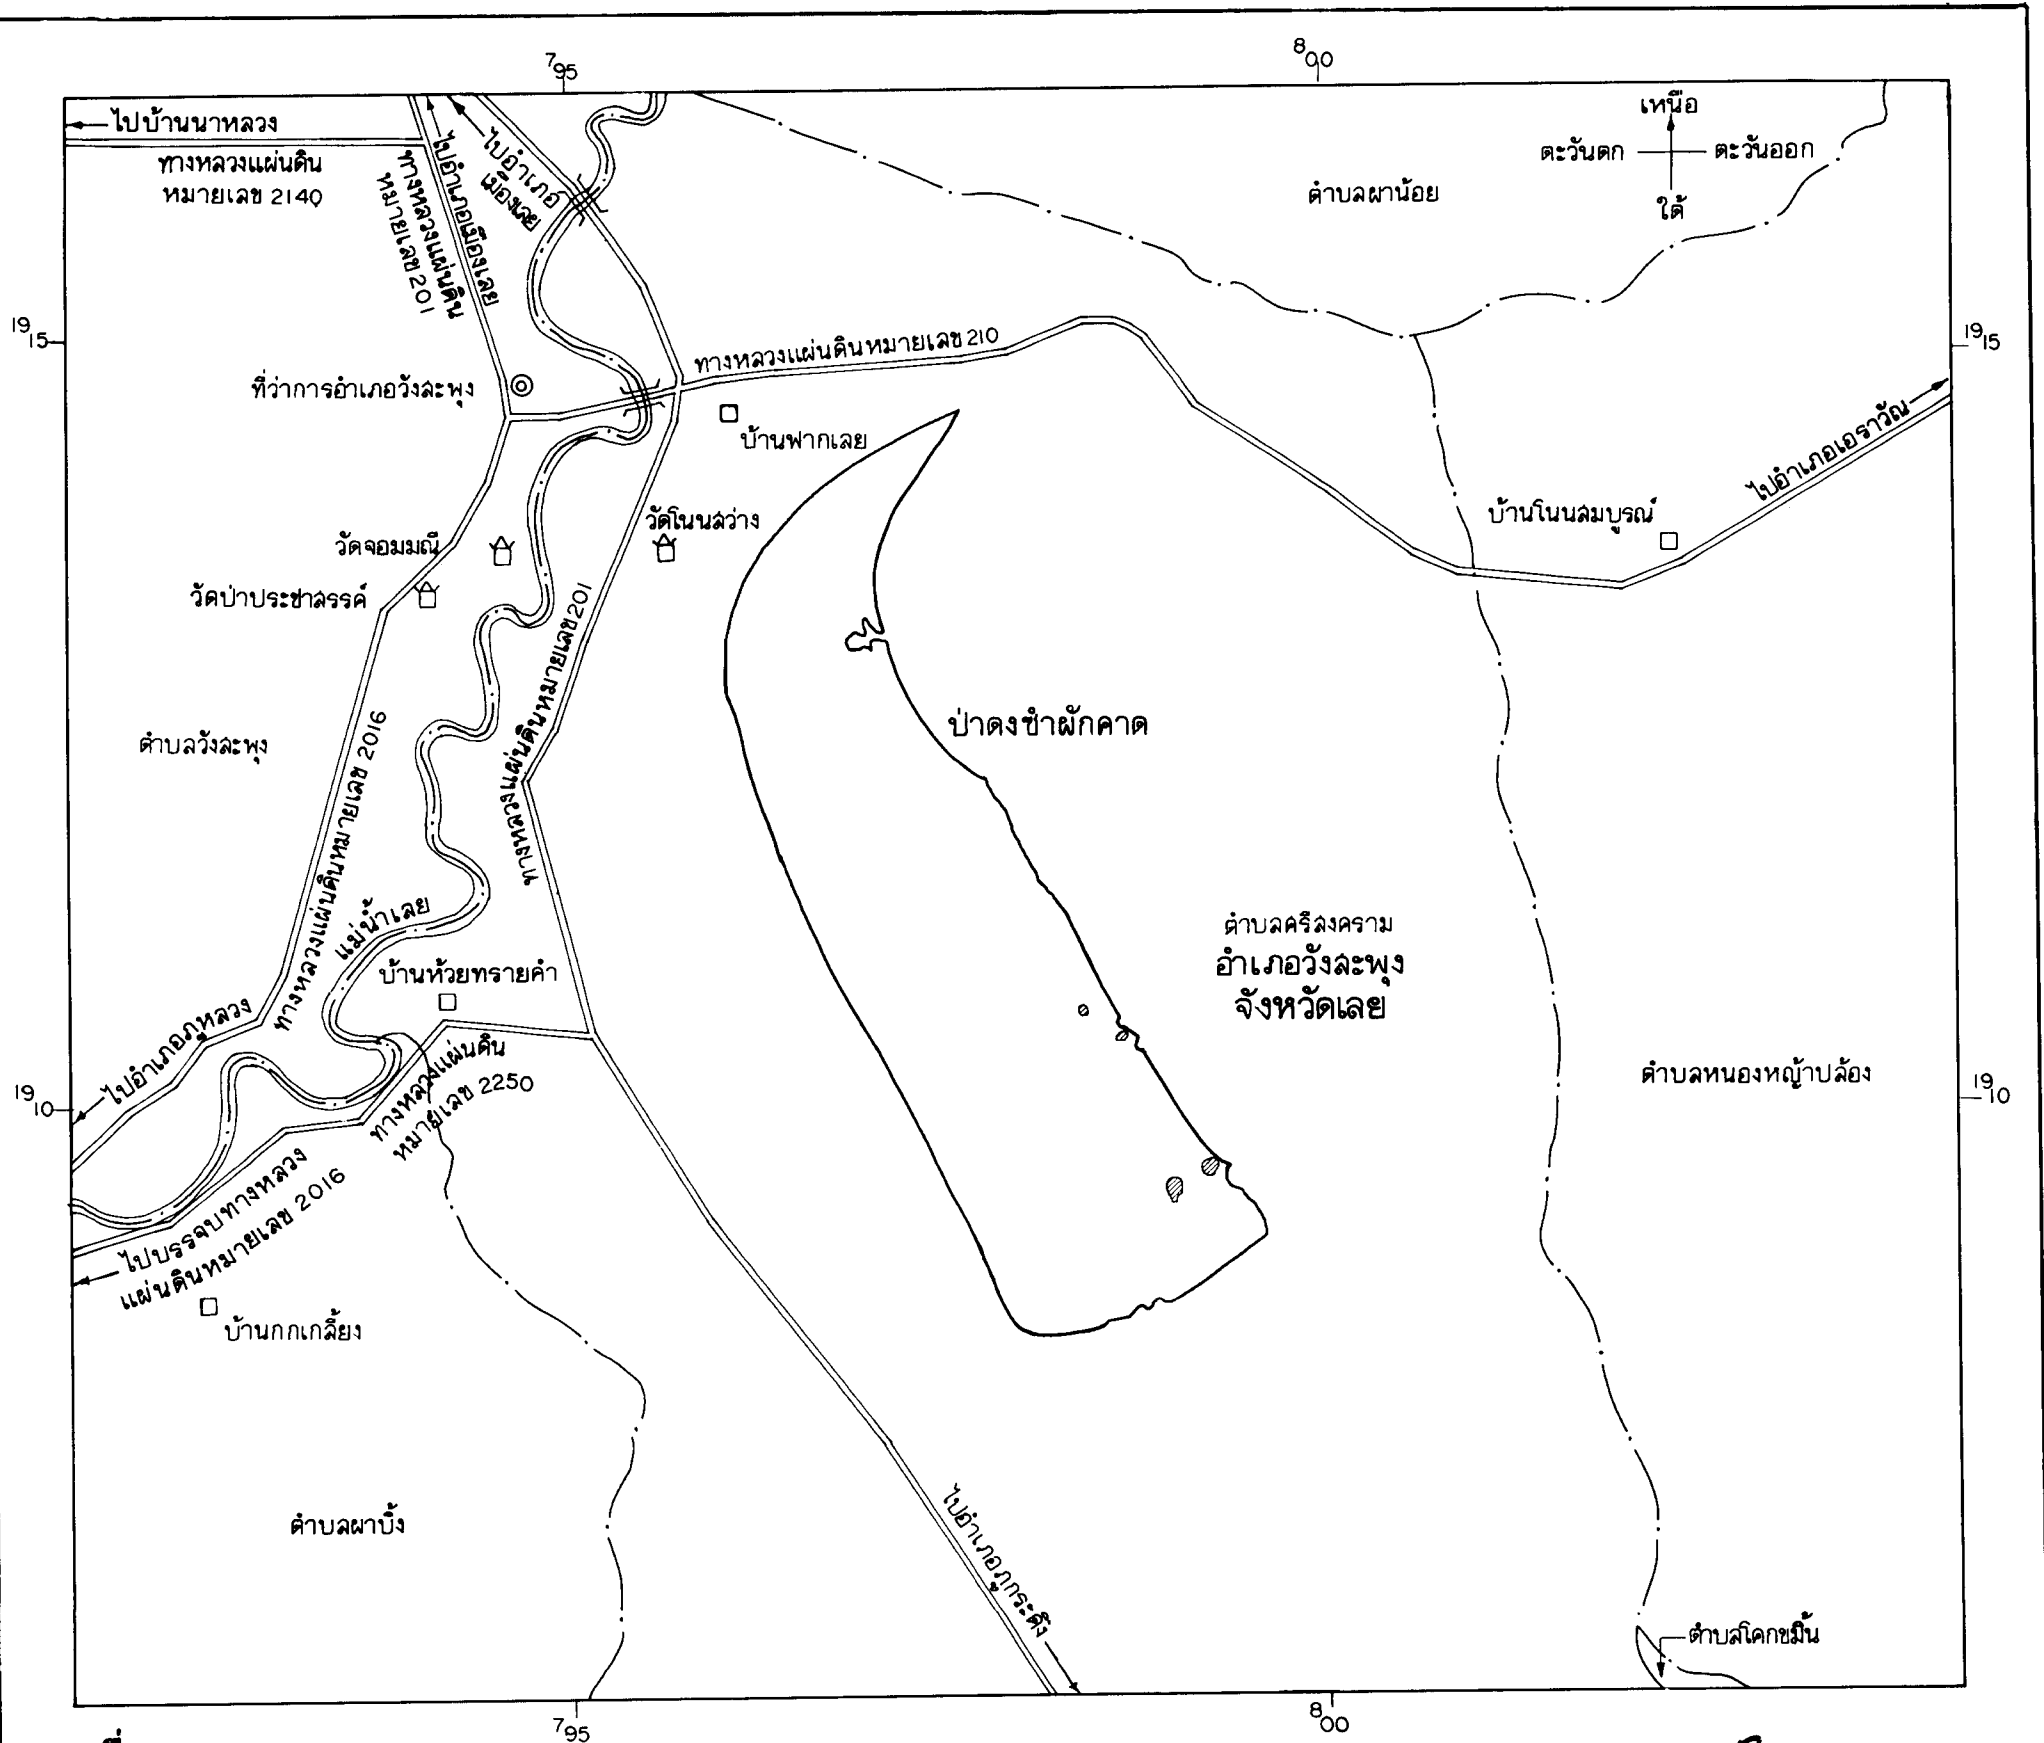 795
800
ไปบ้านนาหลวง
ทางหลวงแผ่นดิน
หมายเลข 2140
ไปอำเภอเมืองเลย
ทางหลวงแผ่นดิน
หมายเลข 201
ไปอำเภอ
เมืองเลย
เหนือ
ตะวันตก
ตะวันออก
ใต้
ตำบลผาน้อย
1915
1915
ทางหลวงแผ่นดินหมายเลข 210
ที่ว่าการอำเภอวังสะพุง
บ้านฟากเลย
ไปอำเภอเอราวัณ
บ้านโนนสมบูรณ์
วัดโนนสว่าง
วัดจอมมณี
วัดป่าประชาสรรค์
ทางหลวงแผ่นดินหมายเลข 201
ป่าดงซำผักคาด
ตำบลวังสะพุง
ทางหลวงแผ่นดินหมายเลข 2016
แม่น้ำเลย
ตำบลศรีสงคราม
อำเภอวังสะพุง
จังหวัดเลย
บ้านห้วยทรายคำ
ไปอำเภอภูหลวง
ตำบลหนองหญ้าปล้อง
1910
1910
ทางหลวงแผ่นดิน
หมายเลข 2250
ไปบรรจบทางหลวง
แผ่นดินหมายเลข 2016
บ้านกกเกลี้ยง
ตำบลผาบิ้ง
ไปอำเภอภูกระดึง
ตำบลโคกขมิ้น
795
800